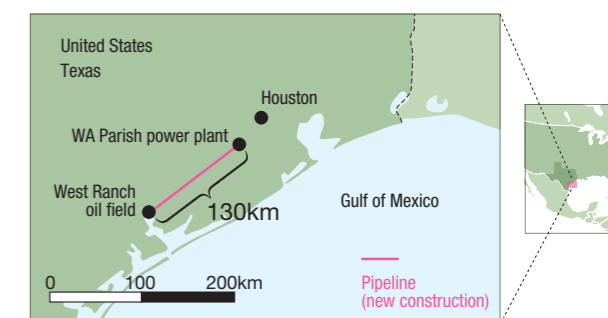 United States
Texas
Houston
WA Parish power plant
West Ranch
oil field
130km
Gulf of Mexico
0 100 200km
Pipeline
(new construction)